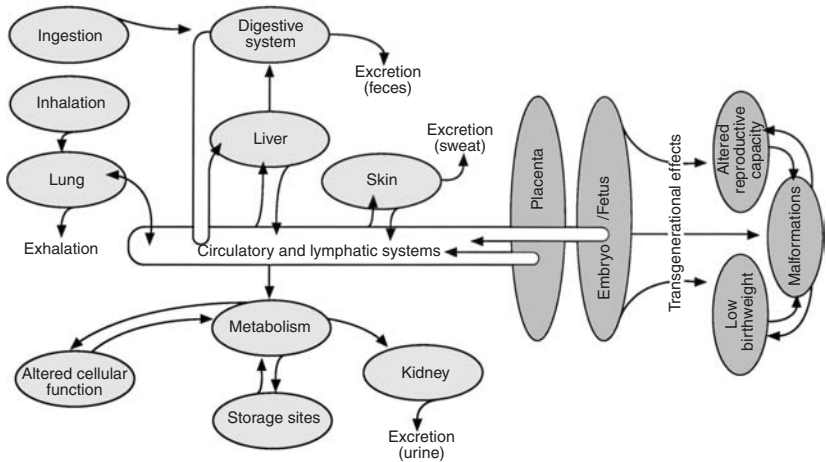 Ingestion
Digestive
system
Excretion
(feces)
Inhalation
Liver
Excretion
(sweat)
Lung
Skin
Exhalation
Circulatory and lymphatic systems
Placenta
Embryo /Fetus
Transgenerational effects
Altered
reproductive
capacity
Malformations
Low
birthweight
Metabolism
Altered cellular
function
Kidney
Storage sites
Excretion
(urine)